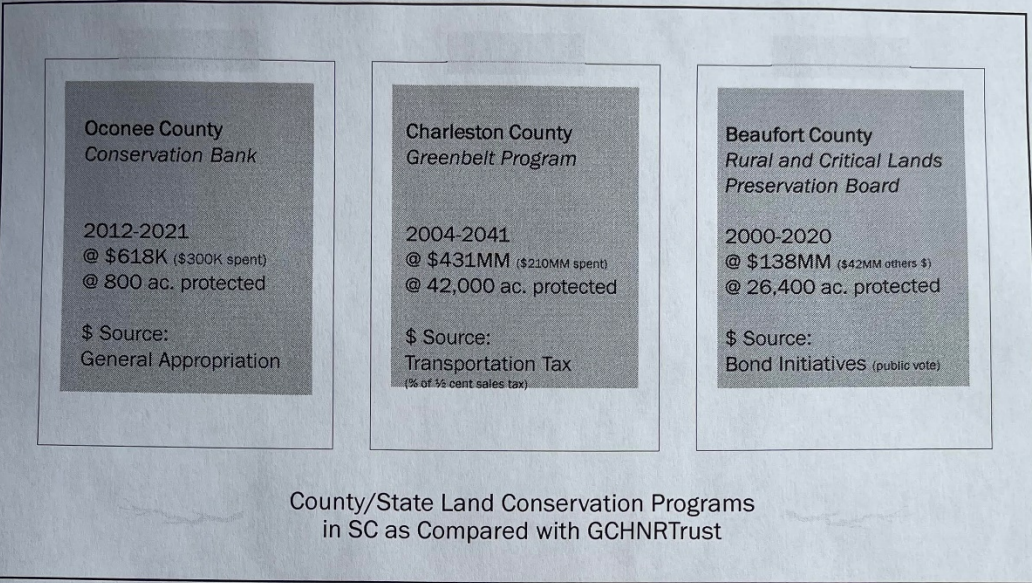 Oconee County
Conservation Bank
2012-2021
@ $618K ($300K spent)
@ 800 ac. protected
$ Source:
General Appropriation
Charleston County
Greenbelt Program
2004-2041
@ $431MM ($210MM spent)
@ 42,000 ac. protected
$ Source:
Transportation Tax
(% of ½ cent sales tax)
Beaufort County
Rural and Critical Lands
Preservation Board
2000-2020
@ $138MM ($42MM others $)
@ 26,400 ac. protected
$ Source:
Bond Initiatives (public vote)
County/State Land Conservation Programs
in SC as Compared with GCHNRTrust